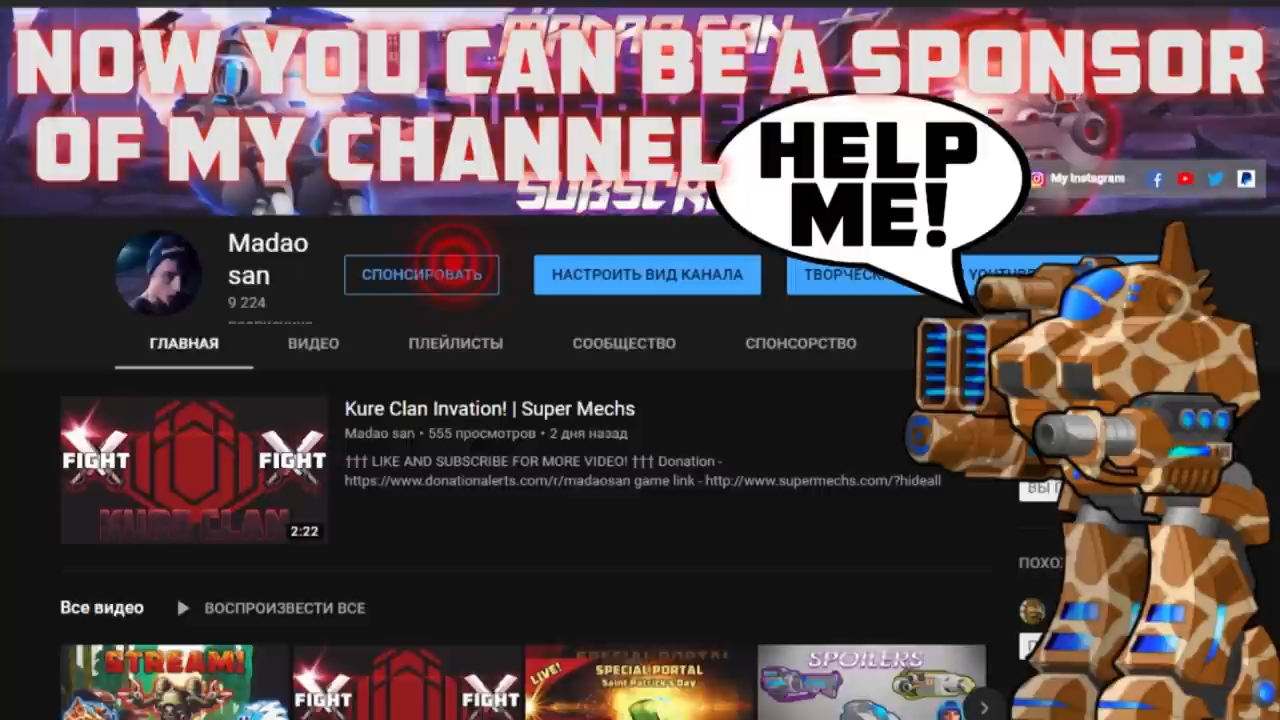 NOW YOU CAN BE A SPONSOR
OF MY CHANNEL
HELP
ME!
My Instagram
Madao
san
9 224
СПОНСИРОВАТЬ
НАСТРОИТЬ ВИД КАНАЛА
ГЛАВНАЯ
ВИДЕО
ПЛЕЙЛИСТЫ
СООБЩЕСТВО
СПОНСОРСТВО
FIGHT
FIGHT
KURE CLAN
2:22
Kure Clan Invation! | Super Mechs
Madao san • 555 просмотров • 2 дня назад
††† LIKE AND SUBSCRIBE FOR MORE VIDEO! ††† Donation -
https://www.donationalerts.com/r/madaosan game link - http://www.supermechs.com/?hideall
Все видео
ВОСПРОИЗВЕСТИ ВСЕ
STREAM!
FIGHT
FIGHT
LIVE!
SPECIAL PORTAL
Saint Patrick's Day
SPOILERS